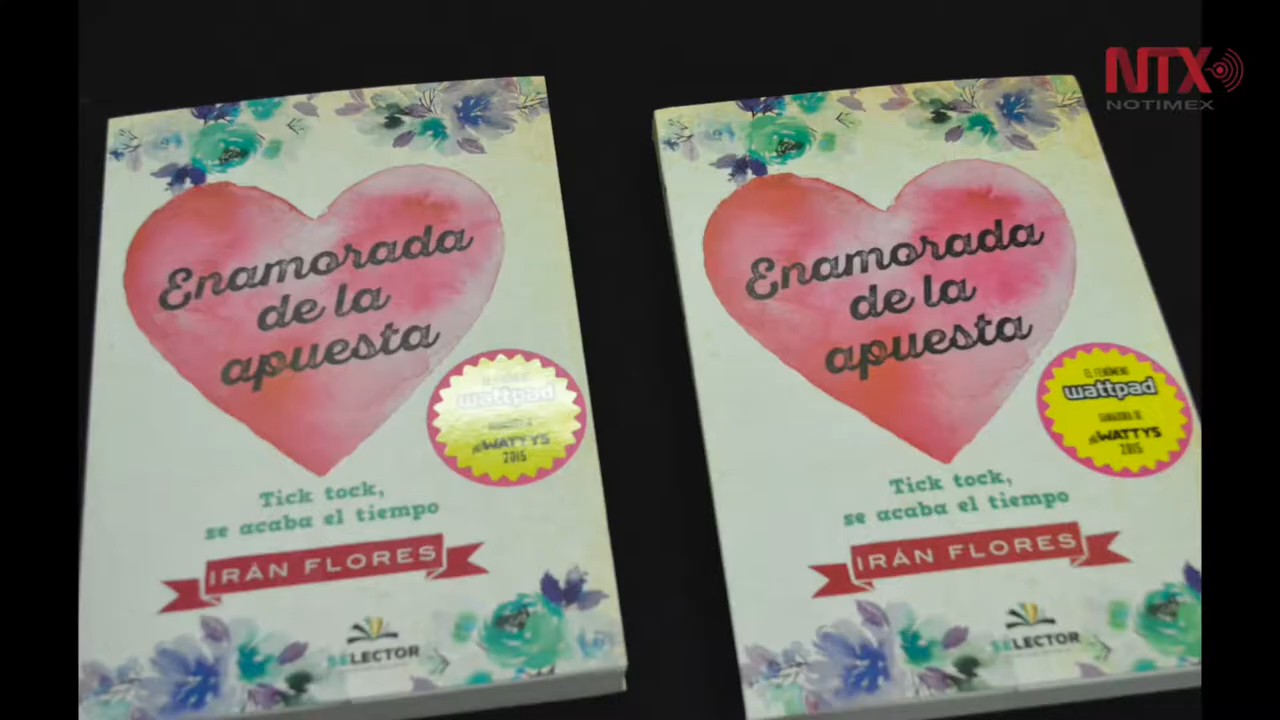 NTX
NOTIMEX
Enamorada
de la
apuesta
wattpad
WATTYS
2015
Tick tock,
se acaba el tiempo
IRÁN FLORES
SELECTOR
Enamorada
de la
apuesta
EL FENÓMENO
wattpad
GANADORA DE
WATTYS
2015
Tick tock,
se acaba el tiempo
IRÁN FLORES
SELECTOR